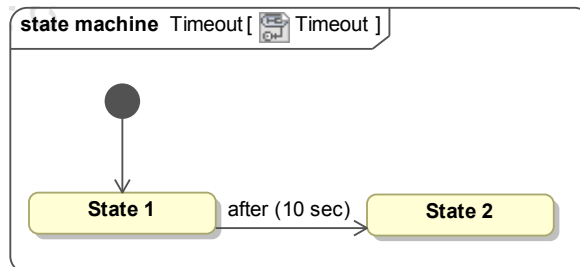 state machine Timeout [ Timeout ]
State 1
after (10 sec)
State 2